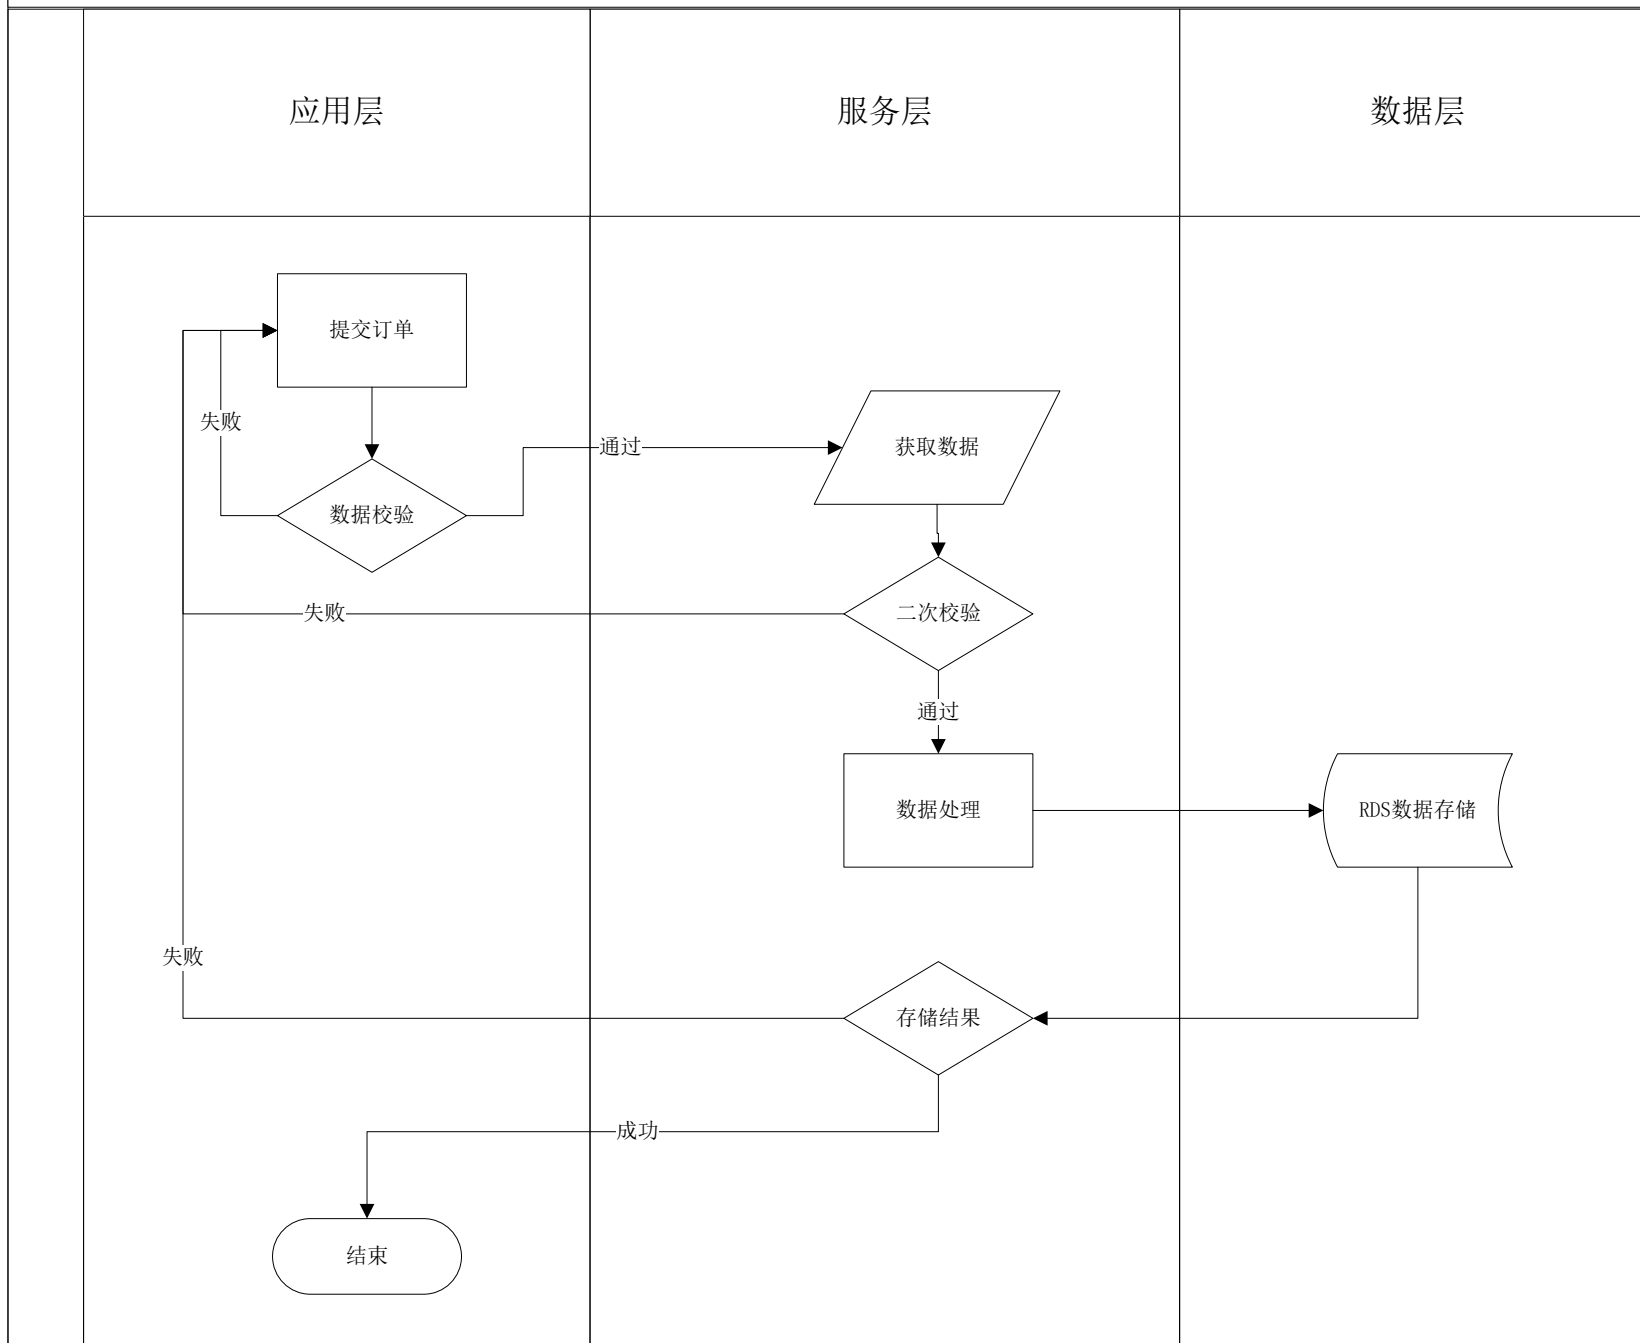 应用层
服务层
数据层
提交订单
失败
通过
获取数据
数据校验
失败
二次校验
通过
数据处理
RDS数据存储
失败
存储结果
成功
结束